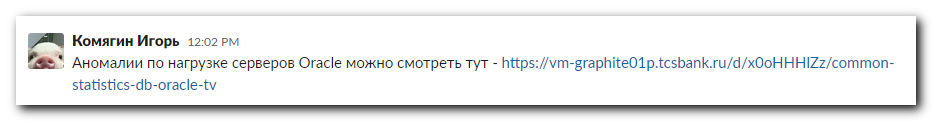 Комягин Игорь 12:02 PM
Аномалии по нагрузке серверов Oracle можно смотреть тут - https://vm-graphite01p.tcsbank.ru/d/x0oHHHlZz/common-
statistics-db-oracle-tv